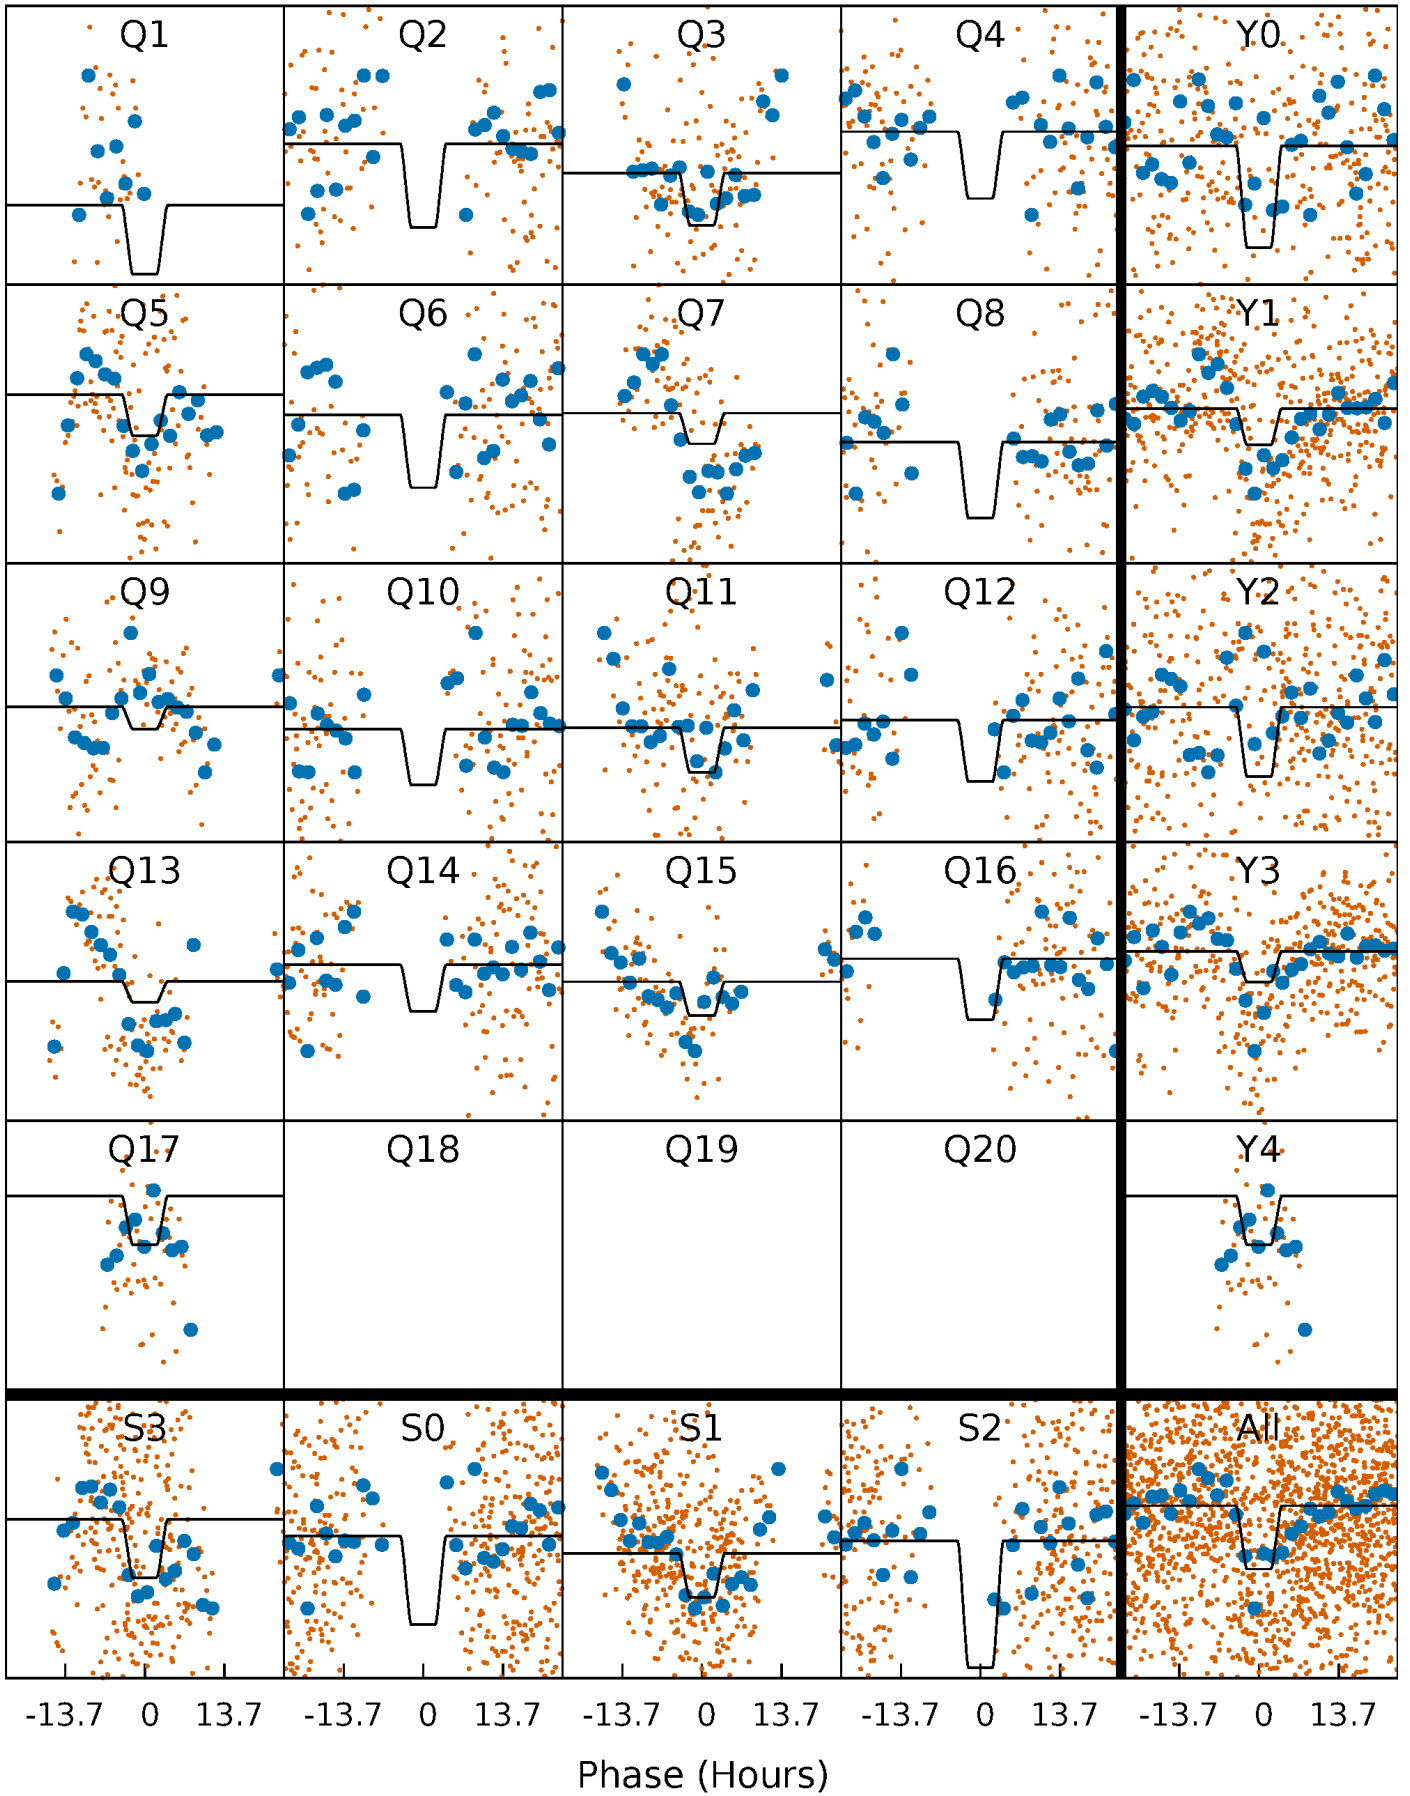 Q1 Q2 Q3 Q4 Y0
Q5 Q6 Q7 Q8 Y1
Q9 Q10 Q11 Q12 Y2
Q13 Q14 Q15 Q16 Y3
Q17 Q18 Q19 Q20 Y4
S3 S0 S1 S2 All
-13.7 0 13.7 -13.7 0 13.7 -13.7 0 13.7 -13.7 0 13.7 -13.7 0 13.7
Phase (Hours)